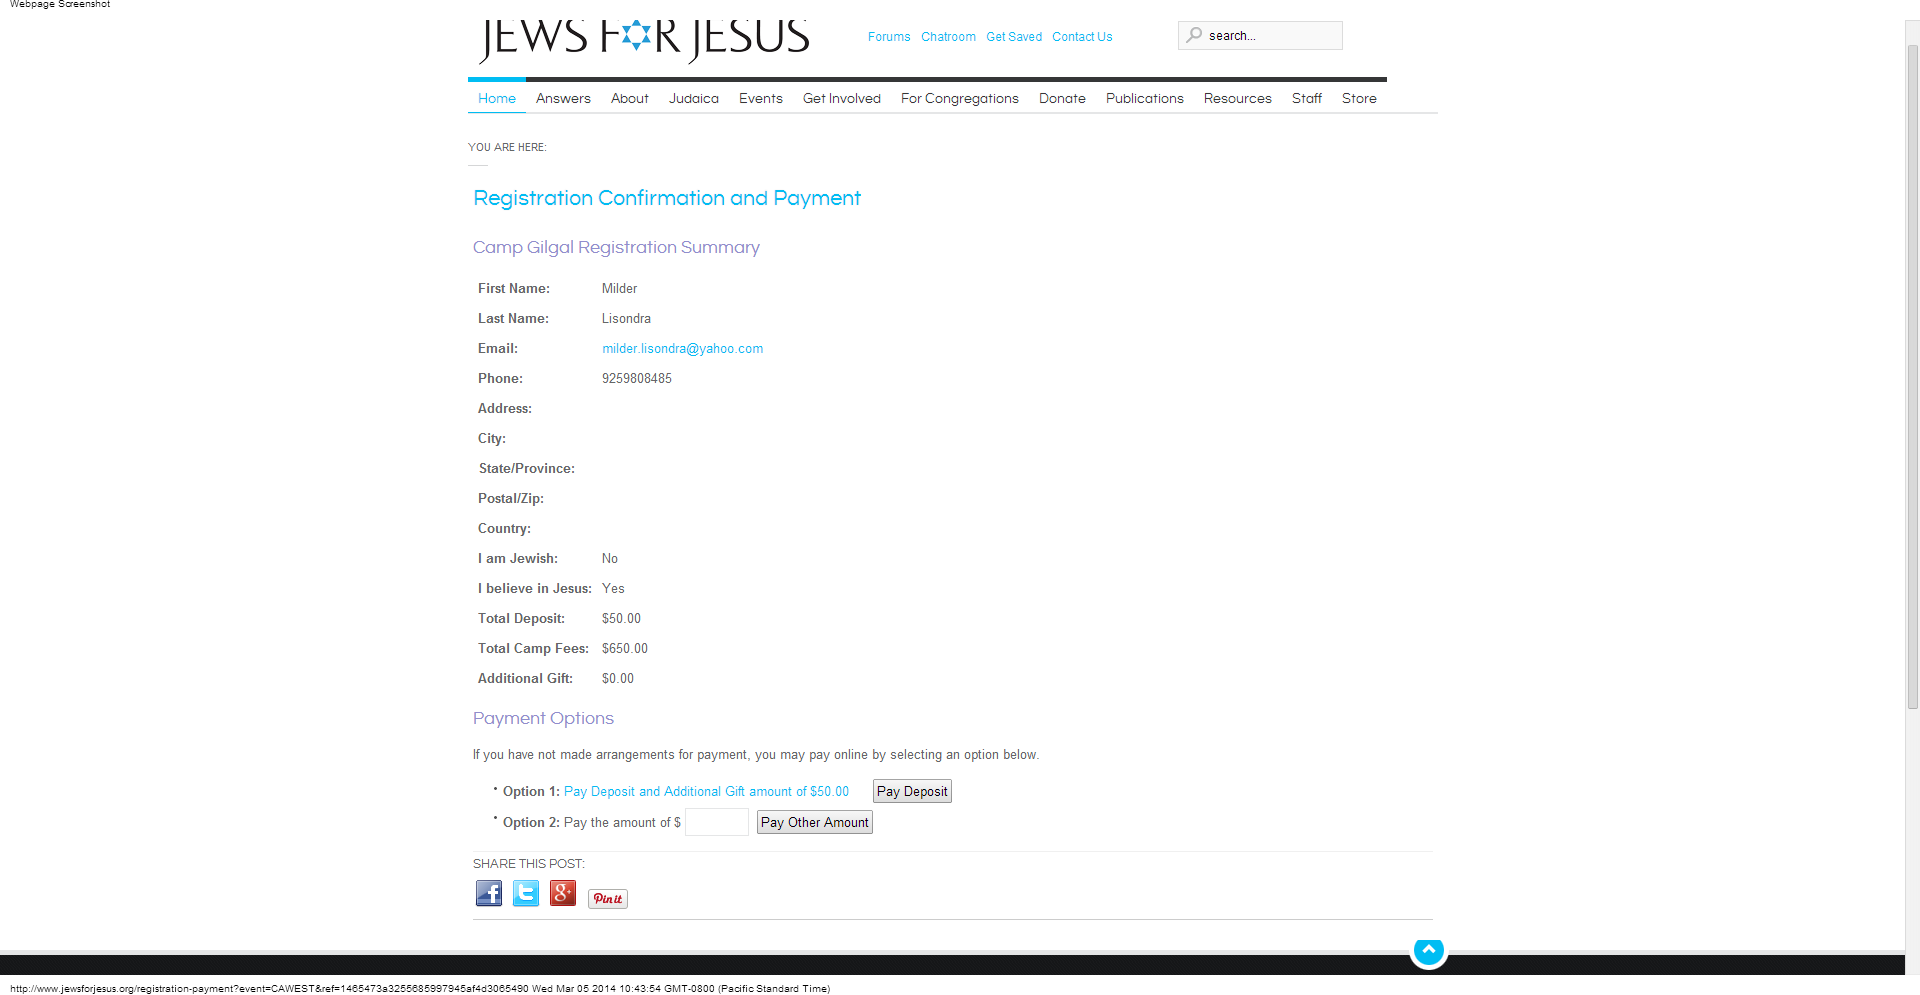 Webpage Screenshot
JEWS FOR JESUS
Forums Chatroom Get Saved Contact Us
search...
Home Answers About Judaica Events Get Involved For Congregations Donate Publications Resources Staff Store
YOU ARE HERE:
Registration Confirmation and Payment
Camp Gilgal Registration Summary
First Name: Milder
Last Name: Lisondra
Email: milder.lisondra@yahoo.com
Phone: 9259808485
Address:
City:
State/Province:
Postal/Zip:
Country:
I am Jewish: No
I believe in Jesus: Yes
Total Deposit: $50.00
Total Camp Fees: $650.00
Additional Gift: $0.00
Payment Options
If you have not made arrangements for payment, you may pay online by selecting an option below.
• Option 1: Pay Deposit and Additional Gift amount of $50.00 Pay Deposit
• Option 2: Pay the amount of $ Pay Other Amount
SHARE THIS POST:
f t g+ Pin it
http://www.jewsforjesus.org/registration-payment?event=CAWEST&ref=1465473a3255685997945af4d3065490 Wed Mar 05 2014 10:43:54 GMT-0800 (Pacific Standard Time)